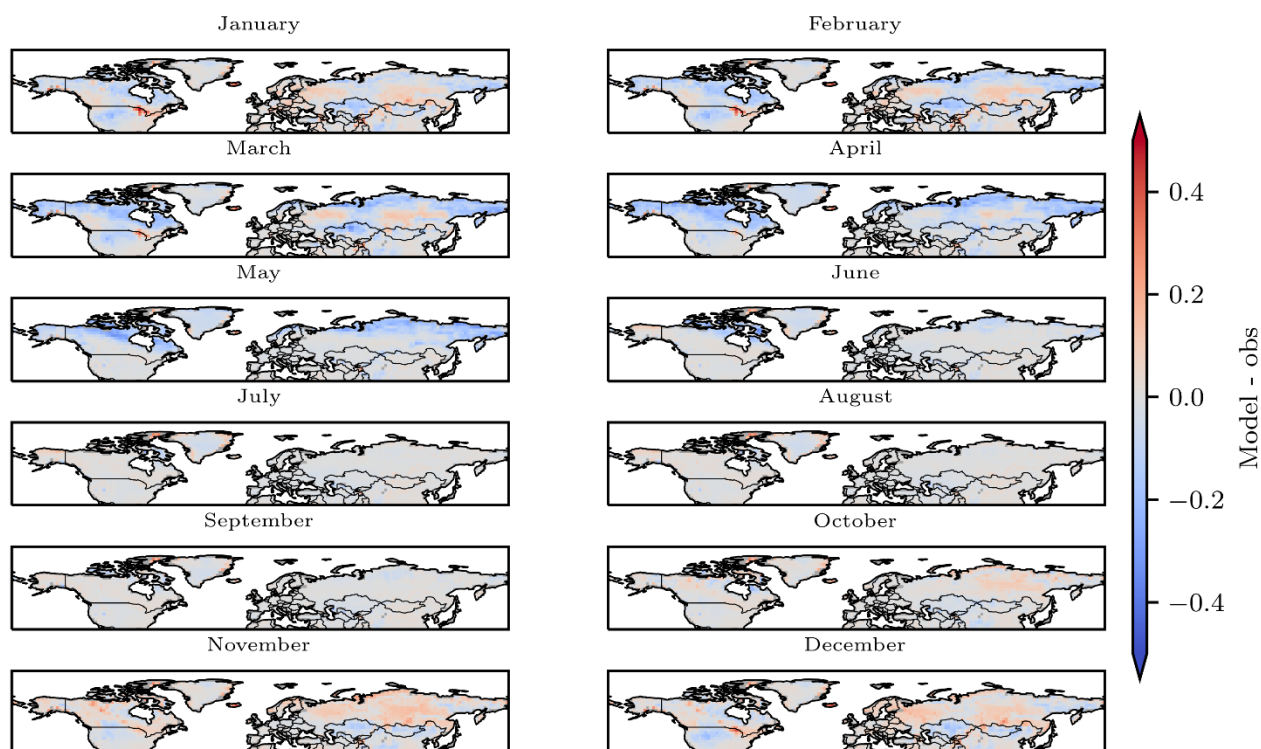 January
February
March
April
May
June
July
August
September
October
November
December
0.4
0.2
0.0
−0.2
−0.4
Model - obs